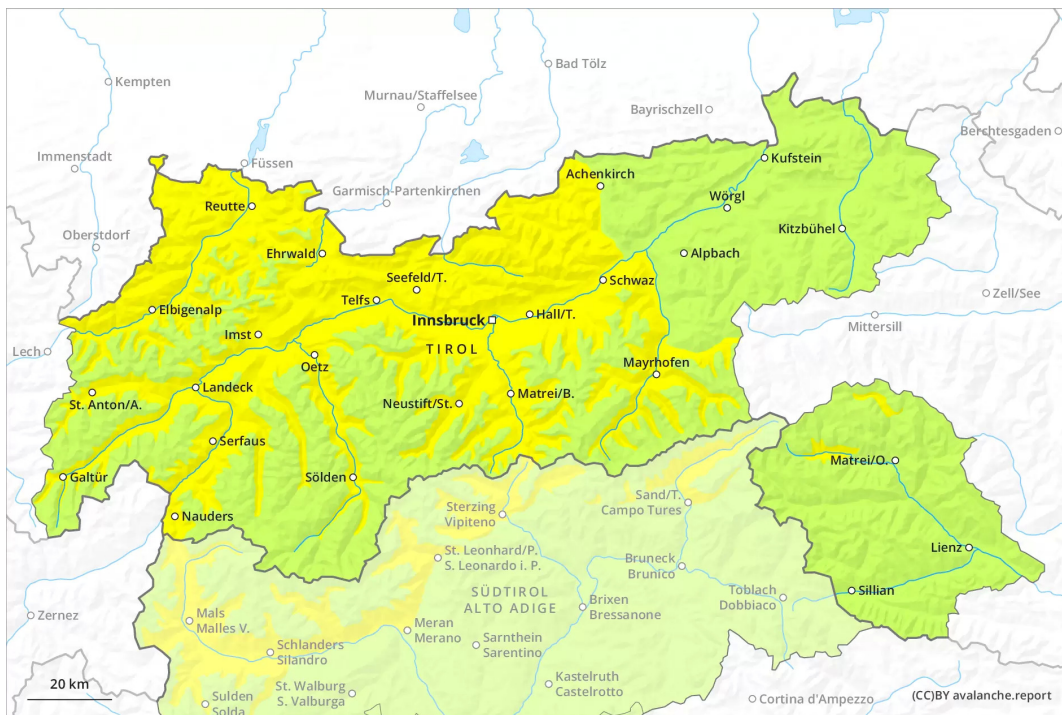 Kempten
Bad Tölz
Murnau/Staffelsee
Bayrischzell
Berchtesgaden
Immenstadt
Füssen
Kufstein
Garmisch-Partenkirchen
Achenkirch
Reutte
Wörgl
Kitzbühel
Oberstdorf
Ehrwald
Alpbach
Seefeld/T.
Schwaz
Zell/See
Telfs
Elbigenalp
Innsbruck
Hall/T.
Mittersill
Imst
Lech
TIROL
Oetz
Mayrhofen
Landeck
St. Anton/A.
Neustift/St.
Matrei/B.
Serfaus
Matrei/O.
Galtür
Sölden
Sand/T.
Campo Tures
Sterzing
Vipiteno
Nauders
Lienz
St. Leonhard/P.
S. Leonardo i. P.
Bruneck
Brunico
SÜDTIROL
ALTO ADIGE
Sillian
Toblach
Dobbiaco
Brixen
Bressanone
Zernez
Mals
Malles V.
Meran
Merano
Schlanders
Silandro
Sarnthein
Sarentino
20 km
St. Walburg
S. Valburga
Kastelruth
Castelrotto
Sulden
Solda
Cortina d'Ampezzo
(CC)BY avalanche.report